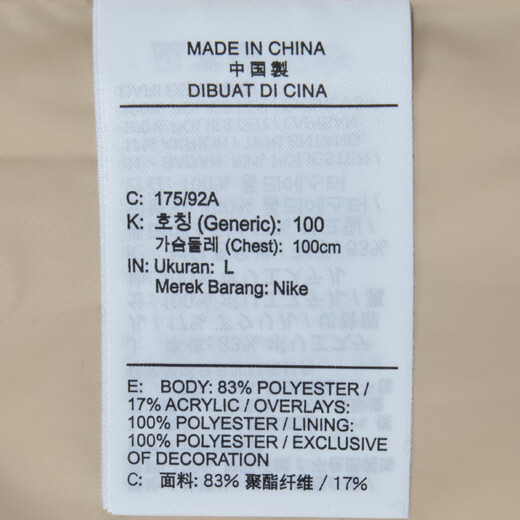 MADE IN CHINA
中国製
DIBUAT DI CINA
C: 175/92A
K: 호칭 (Generic): 100
가슴둘레 (Chest): 100cm
IN: Ukuran: L
Merek Barang: Nike
E: BODY: 83% POLYESTER /
17% ACRYLIC / OVERLAYS:
100% POLYESTER / LINING:
100% POLYESTER / EXCLUSIVE
OF DECORATION
C: 面料: 83% 聚酯纤维 / 17%